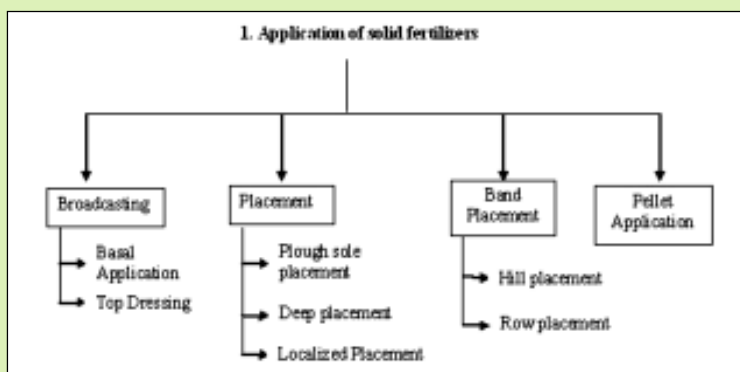 1. Application of solid fertilizers
Broadcasting
Basal
Application
Top Dressing
Placement
Plough sole
placement
Deep placement
Localized Placement
Band
Placement
Hill placement
Row placement
Pellet
Application